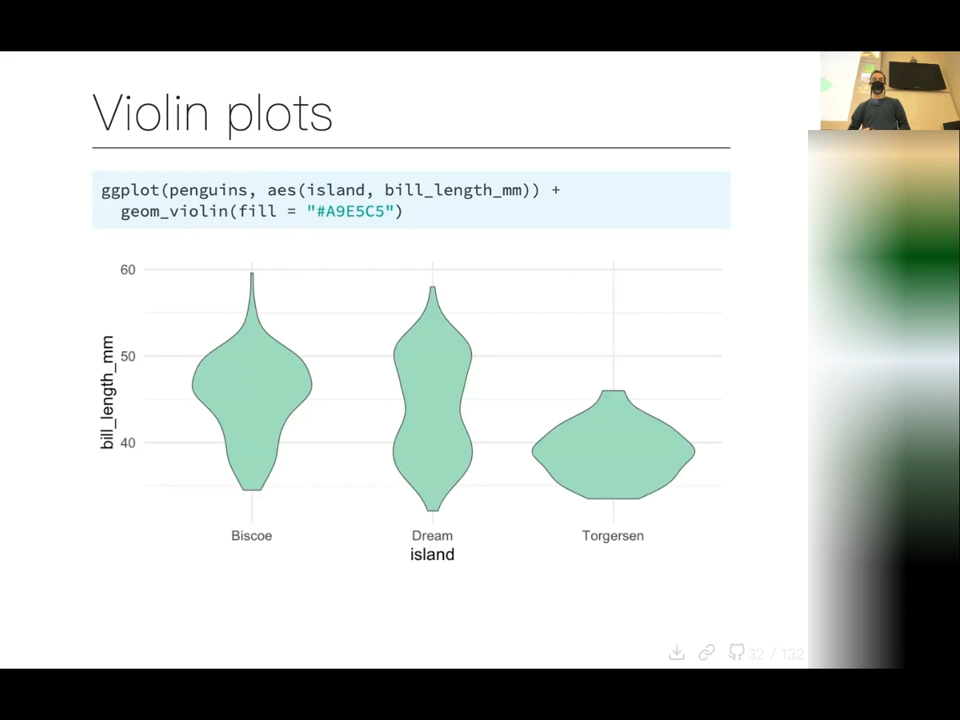 Violin plots
ggplot(penguins, aes(island, bill_length_mm)) +
geom_violin(fill = "#A9E5C5")
60
50
40
bill_length_mm
Biscoe
Dream
Torgersen
island
32 / 132